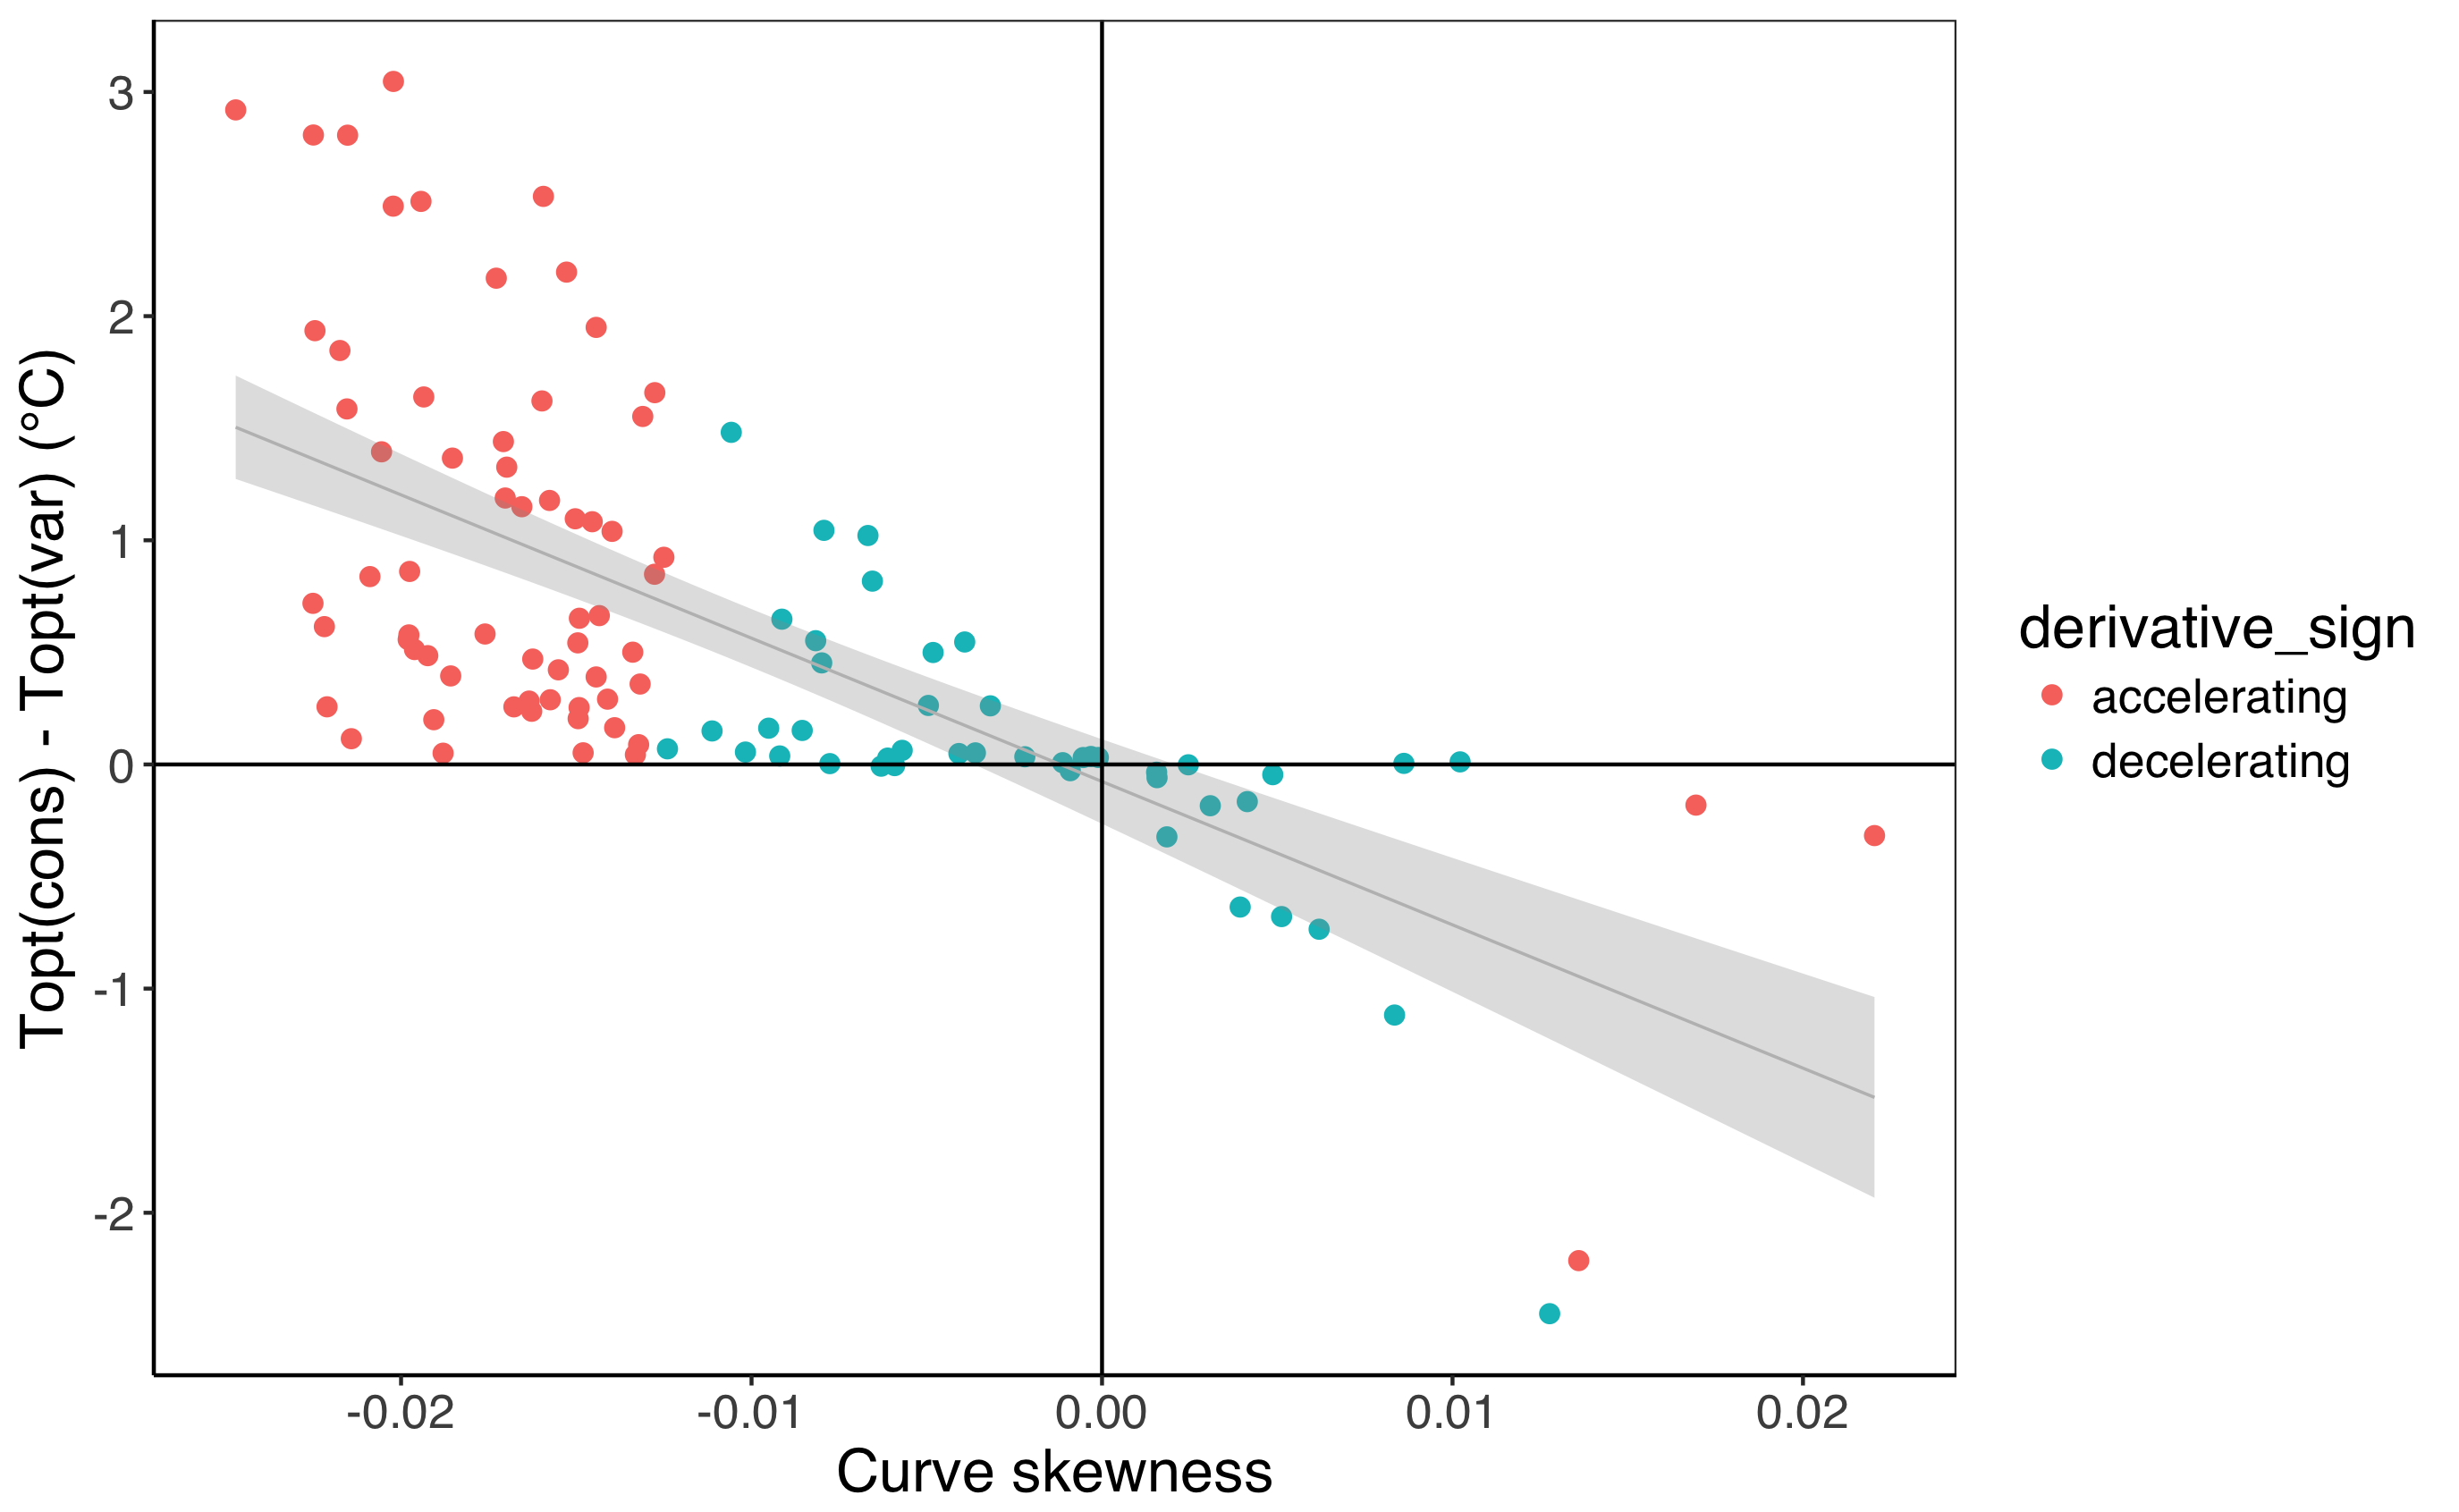 Topt(cons) - Topt(var) (°C)
3
2
1
0
-1
-2
-0.02
-0.01
0.00
0.01
0.02
Curve skewness
derivative_sign
accelerating
decelerating